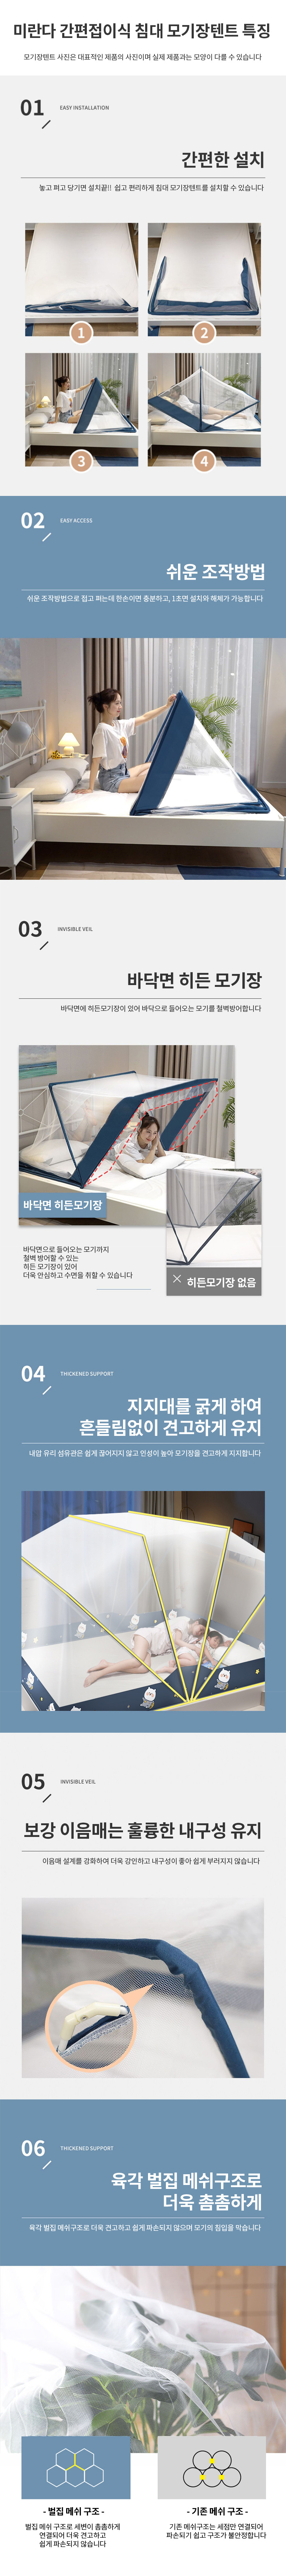 미란다 간편접이식 침대 모기장텐트 특징
모기장텐트 사진은 대표적인 제품의 사진이며 실제 제품과는 모양이 다를 수 있습니다
01
EASY INSTALLATION
간편한 설치
놓고 펴고 당기면 설치끝!! 쉽고 편리하게 침대 모기장텐트를 설치할 수 있습니다
1
2
3
4
02
EASY ACCESS
쉬운 조작방법
쉬운 조작방법으로 접고 펴는데 한손이면 충분하고, 1초면 설치와 해체가 가능합니다
03
INVISIBLE VEIL
바닥면 히든 모기장
바닥면에 히든모기장이 있어 바닥으로 들어오는 모기를 철벽방어합니다
바닥면 히든모기장
히든모기장 없음
바닥면으로 들어오는 모기까지
철벽 방어할 수 있는
히든 모기장이 있어
더욱 안심하고 수면을 취할 수 있습니다
04
THICKENED SUPPORT
지지대를 굵게 하여
흔들림없이 견고하게 유지
내압 유리 섬유관은 쉽게 끊어지지 않고 인성이 높아 모기장을 견고하게 지지합니다
05
INVISIBLE VEIL
보강 이음매는 훌륭한 내구성 유지
이음매 설계를 강화하여 더욱 강인하고 내구성이 좋아 쉽게 부러지지 않습니다
06
THICKENED SUPPORT
육각 벌집 메쉬구조로
더욱 촘촘하게
육각 벌집 메쉬구조로 더욱 견고하고 쉽게 파손되지 않으며 모기의 침입을 막습니다
- 벌집 메쉬 구조 -
벌집 메쉬 구조로 세변이 촘촘하게
연결되어 더욱 견고하고
쉽게 파손되지 않습니다
- 기존 메쉬 구조 -
기존 메쉬구조는 세점만 연결되어
파손되기 쉽고 구조가 불안정합니다